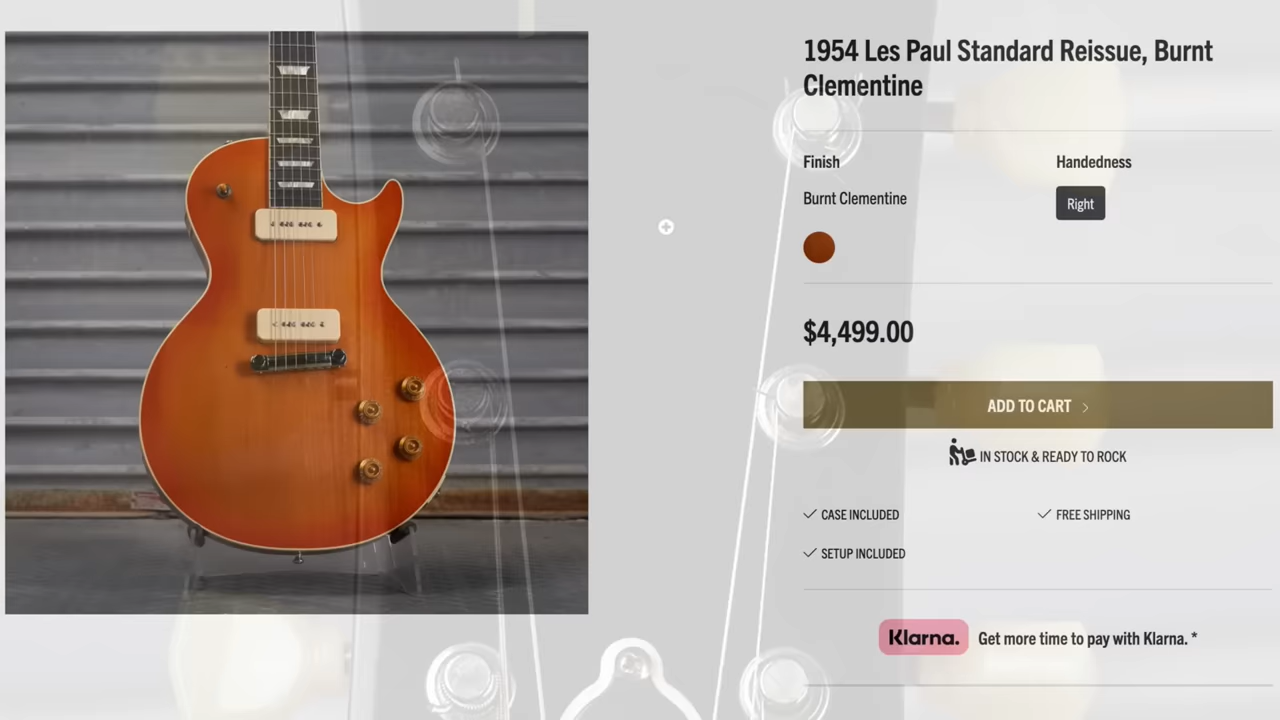 1954 Les Paul Standard Reissue, Burnt
Clementine
Finish
Handedness
Burnt Clementine
Right
$4,499.00
ADD TO CART
IN STOCK & READY TO ROCK
CASE INCLUDED
FREE SHIPPING
SETUP INCLUDED
Klarna. Get more time to pay with Klarna. *